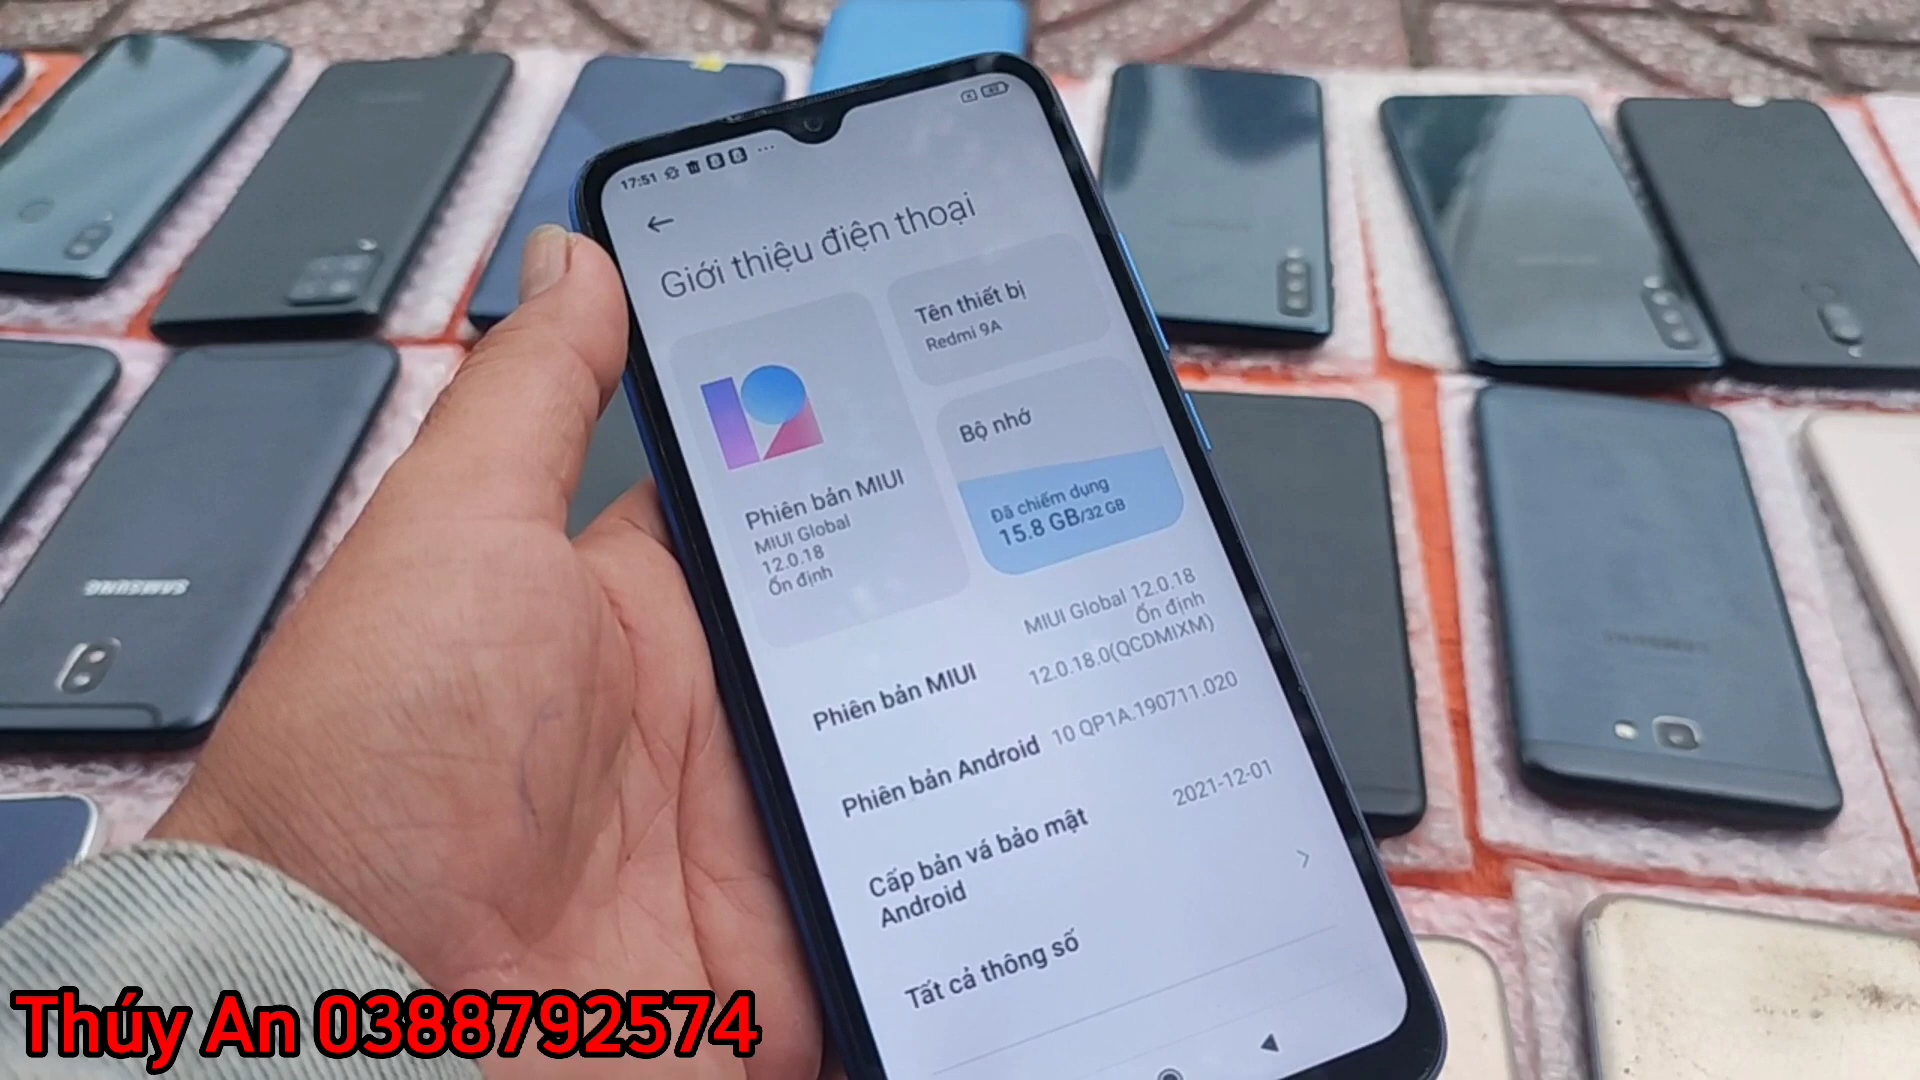 17:51
Giới thiệu điện thoại
Tên thiết bị
Redmi 9A
Bộ nhớ
Đã chiếm dụng
15.8 GB/32 GB
Phiên bản MIUI
MIUI Global
12.0.18
Ổn định
Phiên bản MIUI
MIUI Global 12.0.18
Ổn định
12.0.18.0(QCDMIXM)
Phiên bản Android
10 QP1A.190711.020
Cấp bản vá bảo mật
Android
2021-12-01
Tất cả thông số
SAMSUNG
Thúy An 0388792574